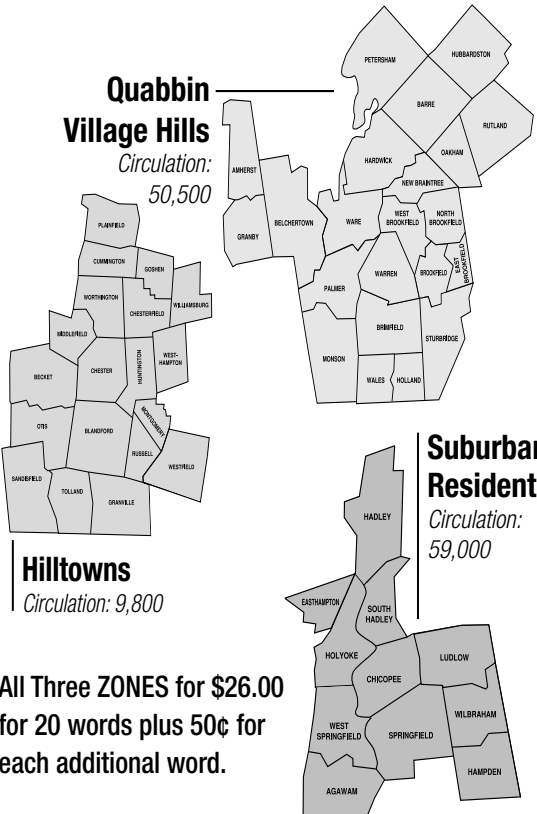 Quabbin
Village Hills
Circulation:
50,500
PETERSHAM
HUBBARDSTON
BARRE
RUTLAND
HARDWICK
OAKHAM
NEW BRAINTREE
AMHERST
GRANBY
BELCHERTOWN
WARE
WEST
BROOKFIELD
NORTH
BROOKFIELD
EAST
BROOKFIELD
BROOKFIELD
WARREN
PALMER
BRIMFIELD
STURBRIDGE
MONSON
WALES
HOLLAND
PLAINFIELD
CUMMINGTON
GOSHEN
WORTHINGTON
CHESTERFIELD
WILLIAMSBURG
MIDDLEFIELD
CHESTER
HUNTINGTON
WEST-
HAMPTON
BECKET
OTIS
BLANDFORD
MONTGOMERY
RUSSELL
WESTFIELD
SANDISFIELD
TOLLAND
GRANVILLE
Hilltowns
Circulation: 9,800
Suburban
Resident
Circulation:
59,000
HADLEY
EASTHAMPTON
SOUTH
HADLEY
HOLYOKE
CHICOPEE
LUDLOW
WEST
SPRINGFIELD
SPRINGFIELD
WILBRAHAM
HAMPDEN
AGAWAM
All Three ZONES for $26.00
for 20 words plus 50¢ for
each additional word.